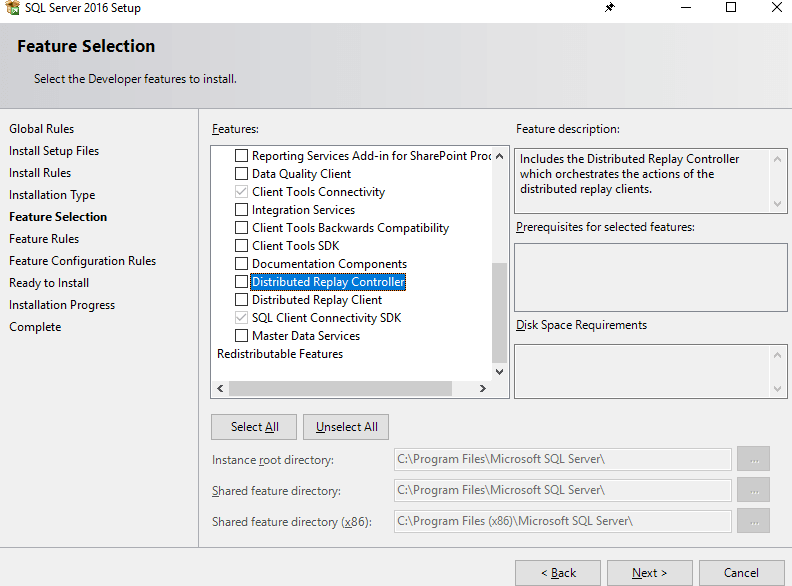 SQL Server 2016 Setup
Feature Selection
Select the Developer features to install.
Global Rules
Install Setup Files
Install Rules
Installation Type
Feature Selection
Feature Rules
Feature Configuration Rules
Ready to Install
Installation Progress
Complete
Features:
Reporting Services Add-in for SharePoint Proc
Data Quality Client
Client Tools Connectivity
Integration Services
Client Tools Backwards Compatibility
Client Tools SDK
Documentation Components
Distributed Replay Controller
Distributed Replay Client
SQL Client Connectivity SDK
Master Data Services
Redistributable Features
Feature description:
Includes the Distributed Replay Controller
which orchestrates the actions of the
distributed replay clients.
Prerequisites for selected features:
Disk Space Requirements
Select All
Unselect All
Instance root directory:
C:\Program Files\Microsoft SQL Server\
...
Shared feature directory:
C:\Program Files\Microsoft SQL Server\
...
Shared feature directory (x86):
C:\Program Files (x86)\Microsoft SQL Server\
...
< Back
Next >
Cancel